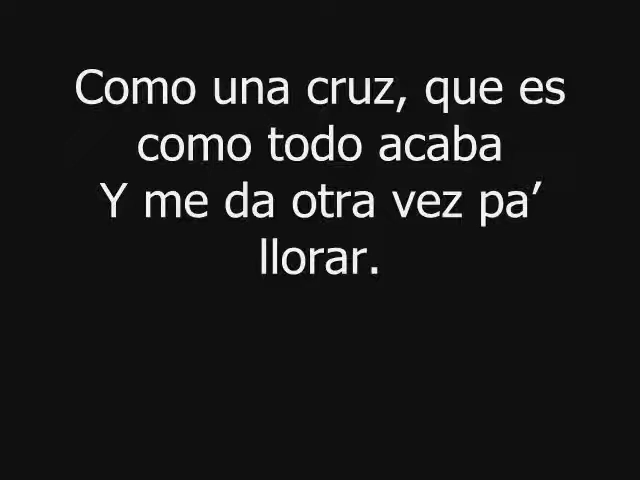 Como una cruz, que es
como todo acaba
Y me da otra vez pa’
llorar.